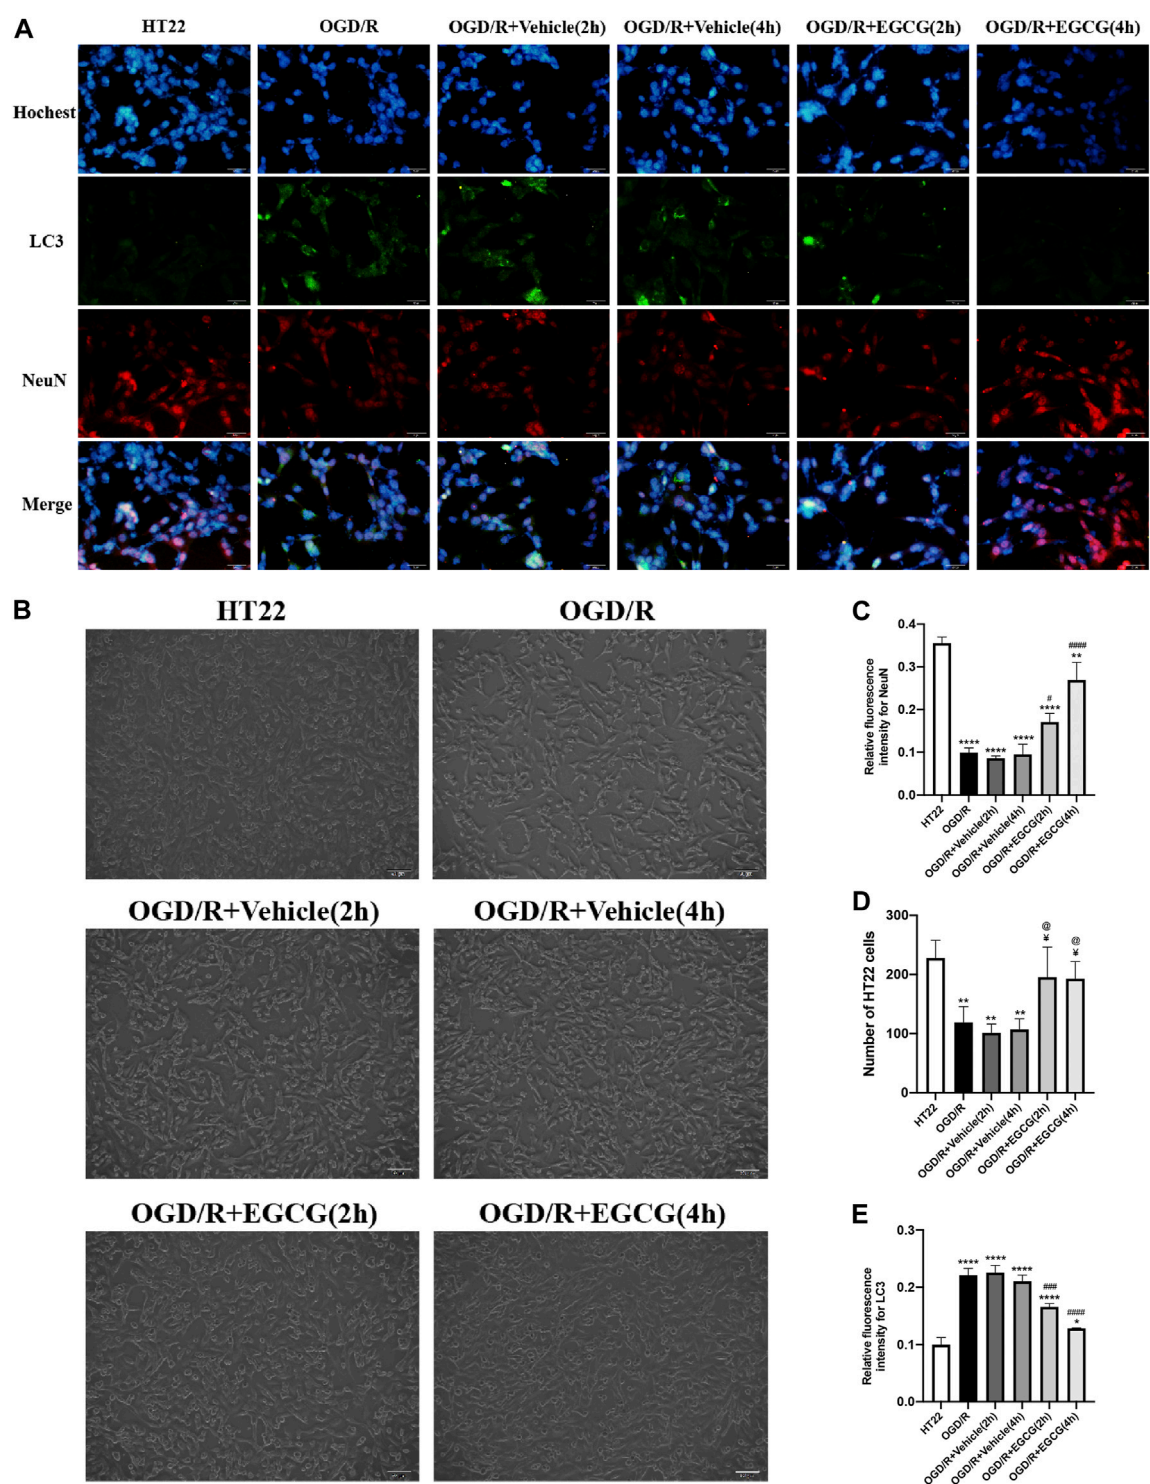 A
HT22 OGD/R OGD/R+Vehicle(2h) OGD/R+Vehicle(4h) OGD/R+EGCG(2h) OGD/R+EGCG(4h)
Hochest
LC3
NeuN
Merge
B
HT22 OGD/R
OGD/R+Vehicle(2h) OGD/R+Vehicle(4h)
OGD/R+EGCG(2h) OGD/R+EGCG(4h)
C
Relative fluorescence
intensity for NeuN
0.4
0.3
0.2
0.1
0.0
**** **** **** # **** #### **
HT22 OGD/R OGD/R+Vehicle(2h) OGD/R+Vehicle(4h) OGD/R+EGCG(2h) OGD/R+EGCG(4h)
D
Number of HT22 cells
300
200
100
0
** ** ** @ ¥ @ ¥
HT22 OGD/R OGD/R+Vehicle(2h) OGD/R+Vehicle(4h) OGD/R+EGCG(2h) OGD/R+EGCG(4h)
E
Relative fluorescence
intensity for LC3
0.3
0.2
0.1
0.0
**** **** **** ### **** #### *
HT22 OGD/R OGD/R+Vehicle(2h) OGD/R+Vehicle(4h) OGD/R+EGCG(2h) OGD/R+EGCG(4h)